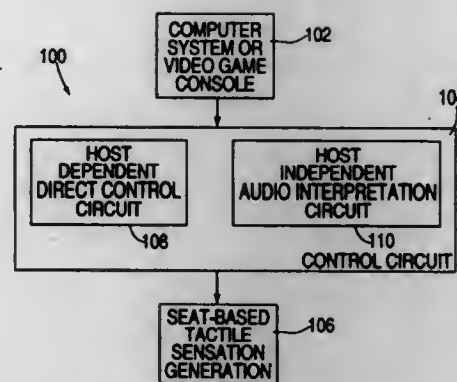 COMPUTER
SYSTEM OR
VIDEO GAME
CONSOLE
102
100
HOST
DEPENDENT
DIRECT CONTROL
CIRCUIT
108
HOST
INDEPENDENT
AUDIO INTERPRETATION
CIRCUIT
110
CONTROL CIRCUIT
SEAT-BASED
TACTILE
SENSATION
GENERATION
106